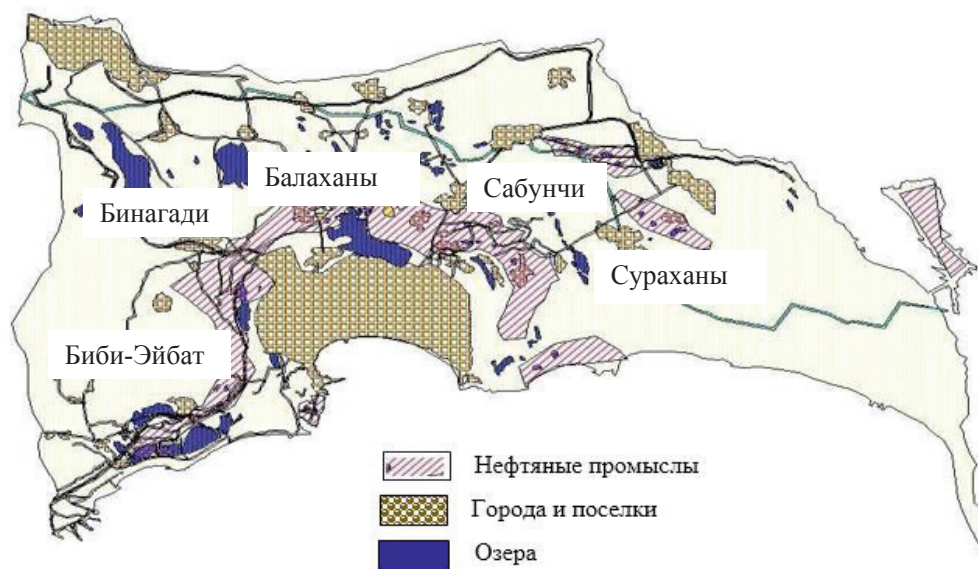 Балаханы
Сабунчи
Бинагади
Сураханы
Биби-Эйбат
Нефтяные промыслы
Города и поселки
Озера